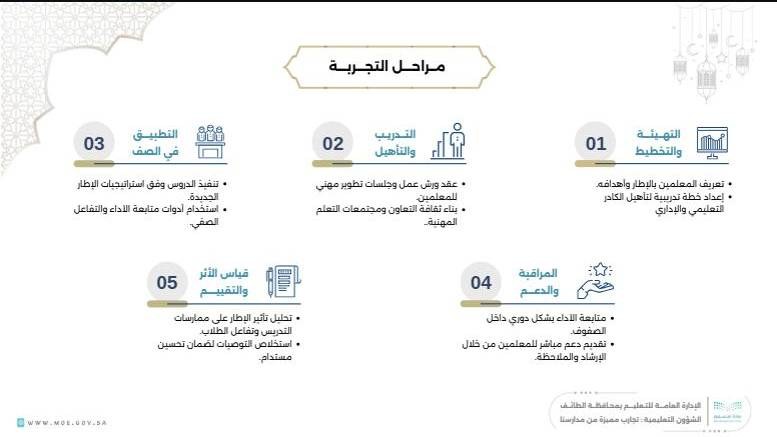 مراحل التجربة
01
التهيئة
والتخطيط
• تعريف المعلمين بالإطار وأهدافه.
• إعداد خطة تدريبية لتأهيل الكادر
التعليمي والإداري
02
التدريب
والتأهيل
• عقد ورش عمل وجلسات تطوير مهني
للمعلمين.
• بناء ثقافة التعاون ومجتمعات التعلم
المهنية..
03
التطبيق
في الصف
• تنفيذ الدروس وفق استراتيجيات الإطار
الجديدة.
• استخدام أدوات متابعة الأداء والتفاعل
الصفي.
04
المراقبة
والدعم
• متابعة الأداء بشكل دوري داخل
الصفوف.
• تقديم دعم مباشر للمعلمين من خلال
الإرشاد والملاحظة.
05
قياس الأثر
والتقييم
• تحليل تأثير الإطار على ممارسات
التدريس وتفاعل الطلاب.
• استخلاص التوصيات لضمان تحسين
مستدام.
الإدارة العامة للتعليم بمحافظة الطائف
الشؤون التعليمية : تجارب مميزة من مدارسنا
WWW.MOE.GOV.SA